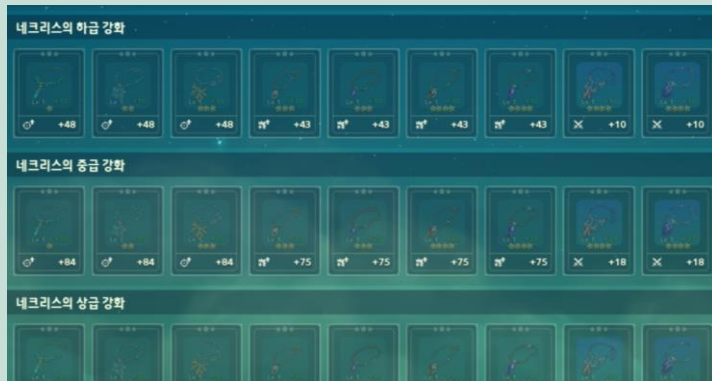 네크리스의 하급 강화
+48 +48 +48 +43 +43 +43 +43 +10 +10
네크리스의 중급 강화
+84 +84 +84 +75 +75 +75 +75 +18 +18
네크리스의 상급 강화